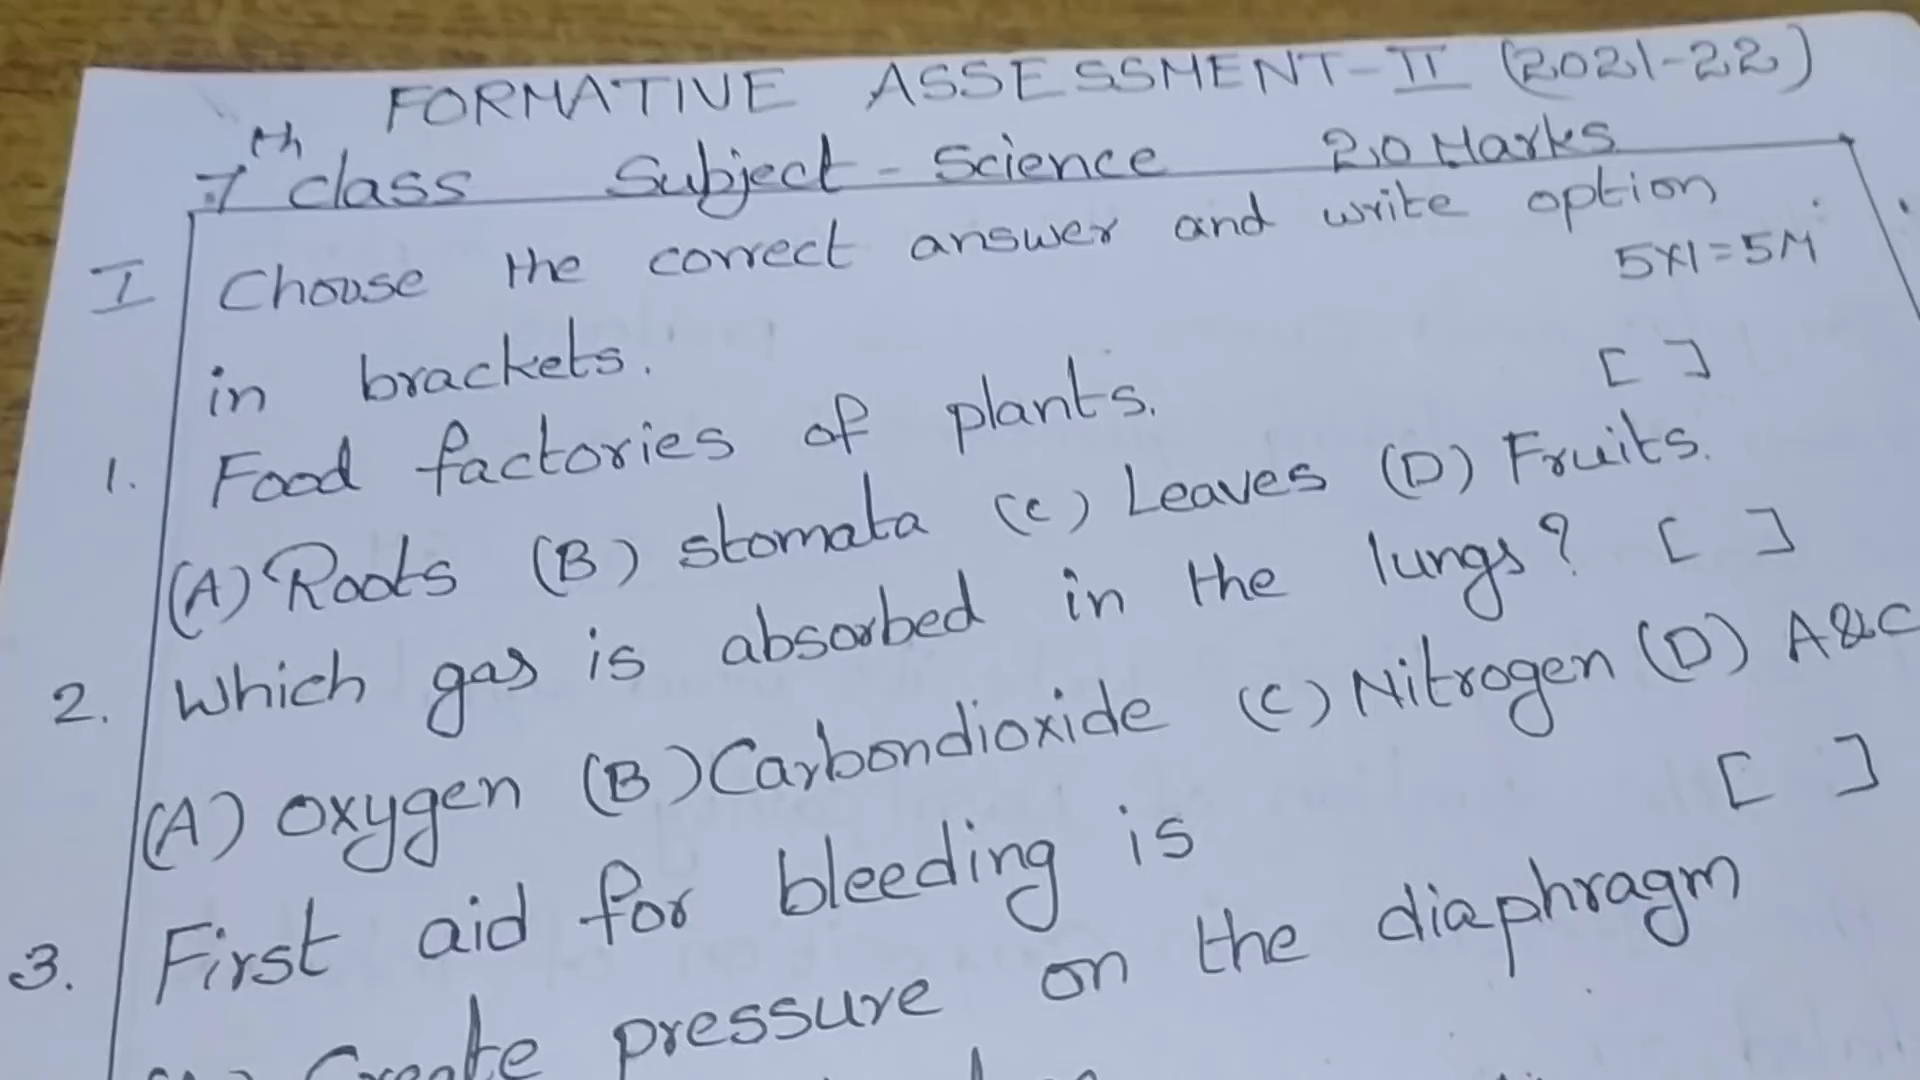 FORMATIVE ASSESSMENT-II (2021-22)
7th class Subject - Science 20 Marks
I Choose the correct answer and write option
in brackets. 5x1=5M
1. Food factories of plants. [ ]
(A) Roots (B) stomata (c) Leaves (D) Fruits.
2. Which gas is absorbed in the lungs? [ ]
(A) oxygen (B) Carbondioxide (C) Nitrogen (D) A&C
3. First aid for bleeding is [ ]
Create pressure on the diaphragm